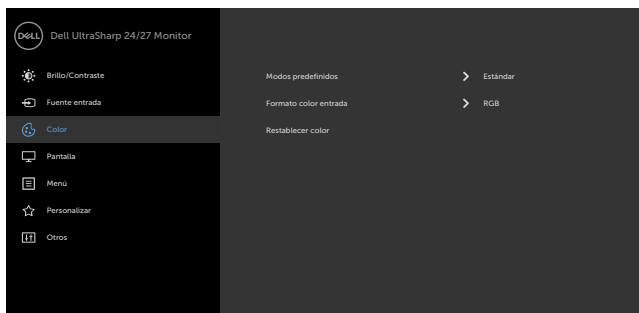 DELL
Dell UltraSharp 24/27 Monitor
Brillo/Contraste
Modos predefinidos Estándar
Fuente entrada
Formato color entrada RGB
Color
Restablecer color
Pantalla
Menú
Personalizar
Otros